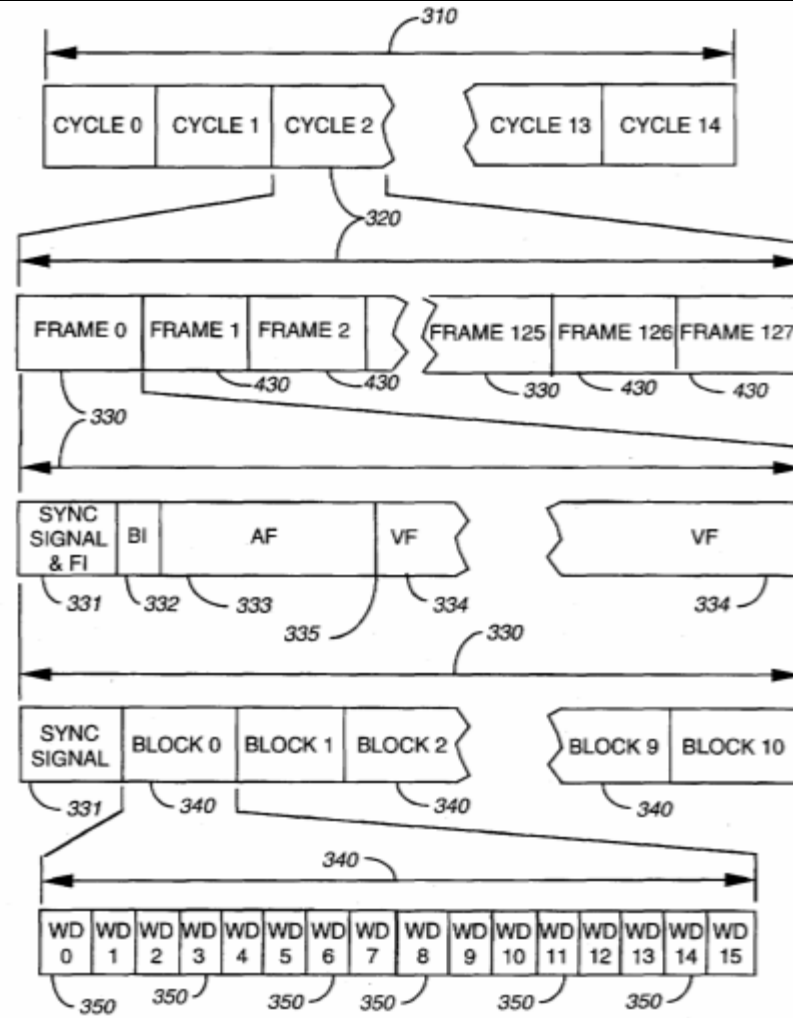 310
CYCLE 0 CYCLE 1 CYCLE 2 CYCLE 13 CYCLE 14
320
FRAME 0 FRAME 1 FRAME 2 FRAME 125 FRAME 126 FRAME 127
430 430 330 430 430
330
SYNC SIGNAL & FI BI AF VF VF
331 332 333 334 334
335
330
SYNC SIGNAL BLOCK 0 BLOCK 1 BLOCK 2 BLOCK 9 BLOCK 10
331 340 340 340
340
WD 0 WD 1 WD 2 WD 3 WD 4 WD 5 WD 6 WD 7 WD 8 WD 9 WD 10 WD 11 WD 12 WD 13 WD 14 WD 15
350 350 350 350 350 350